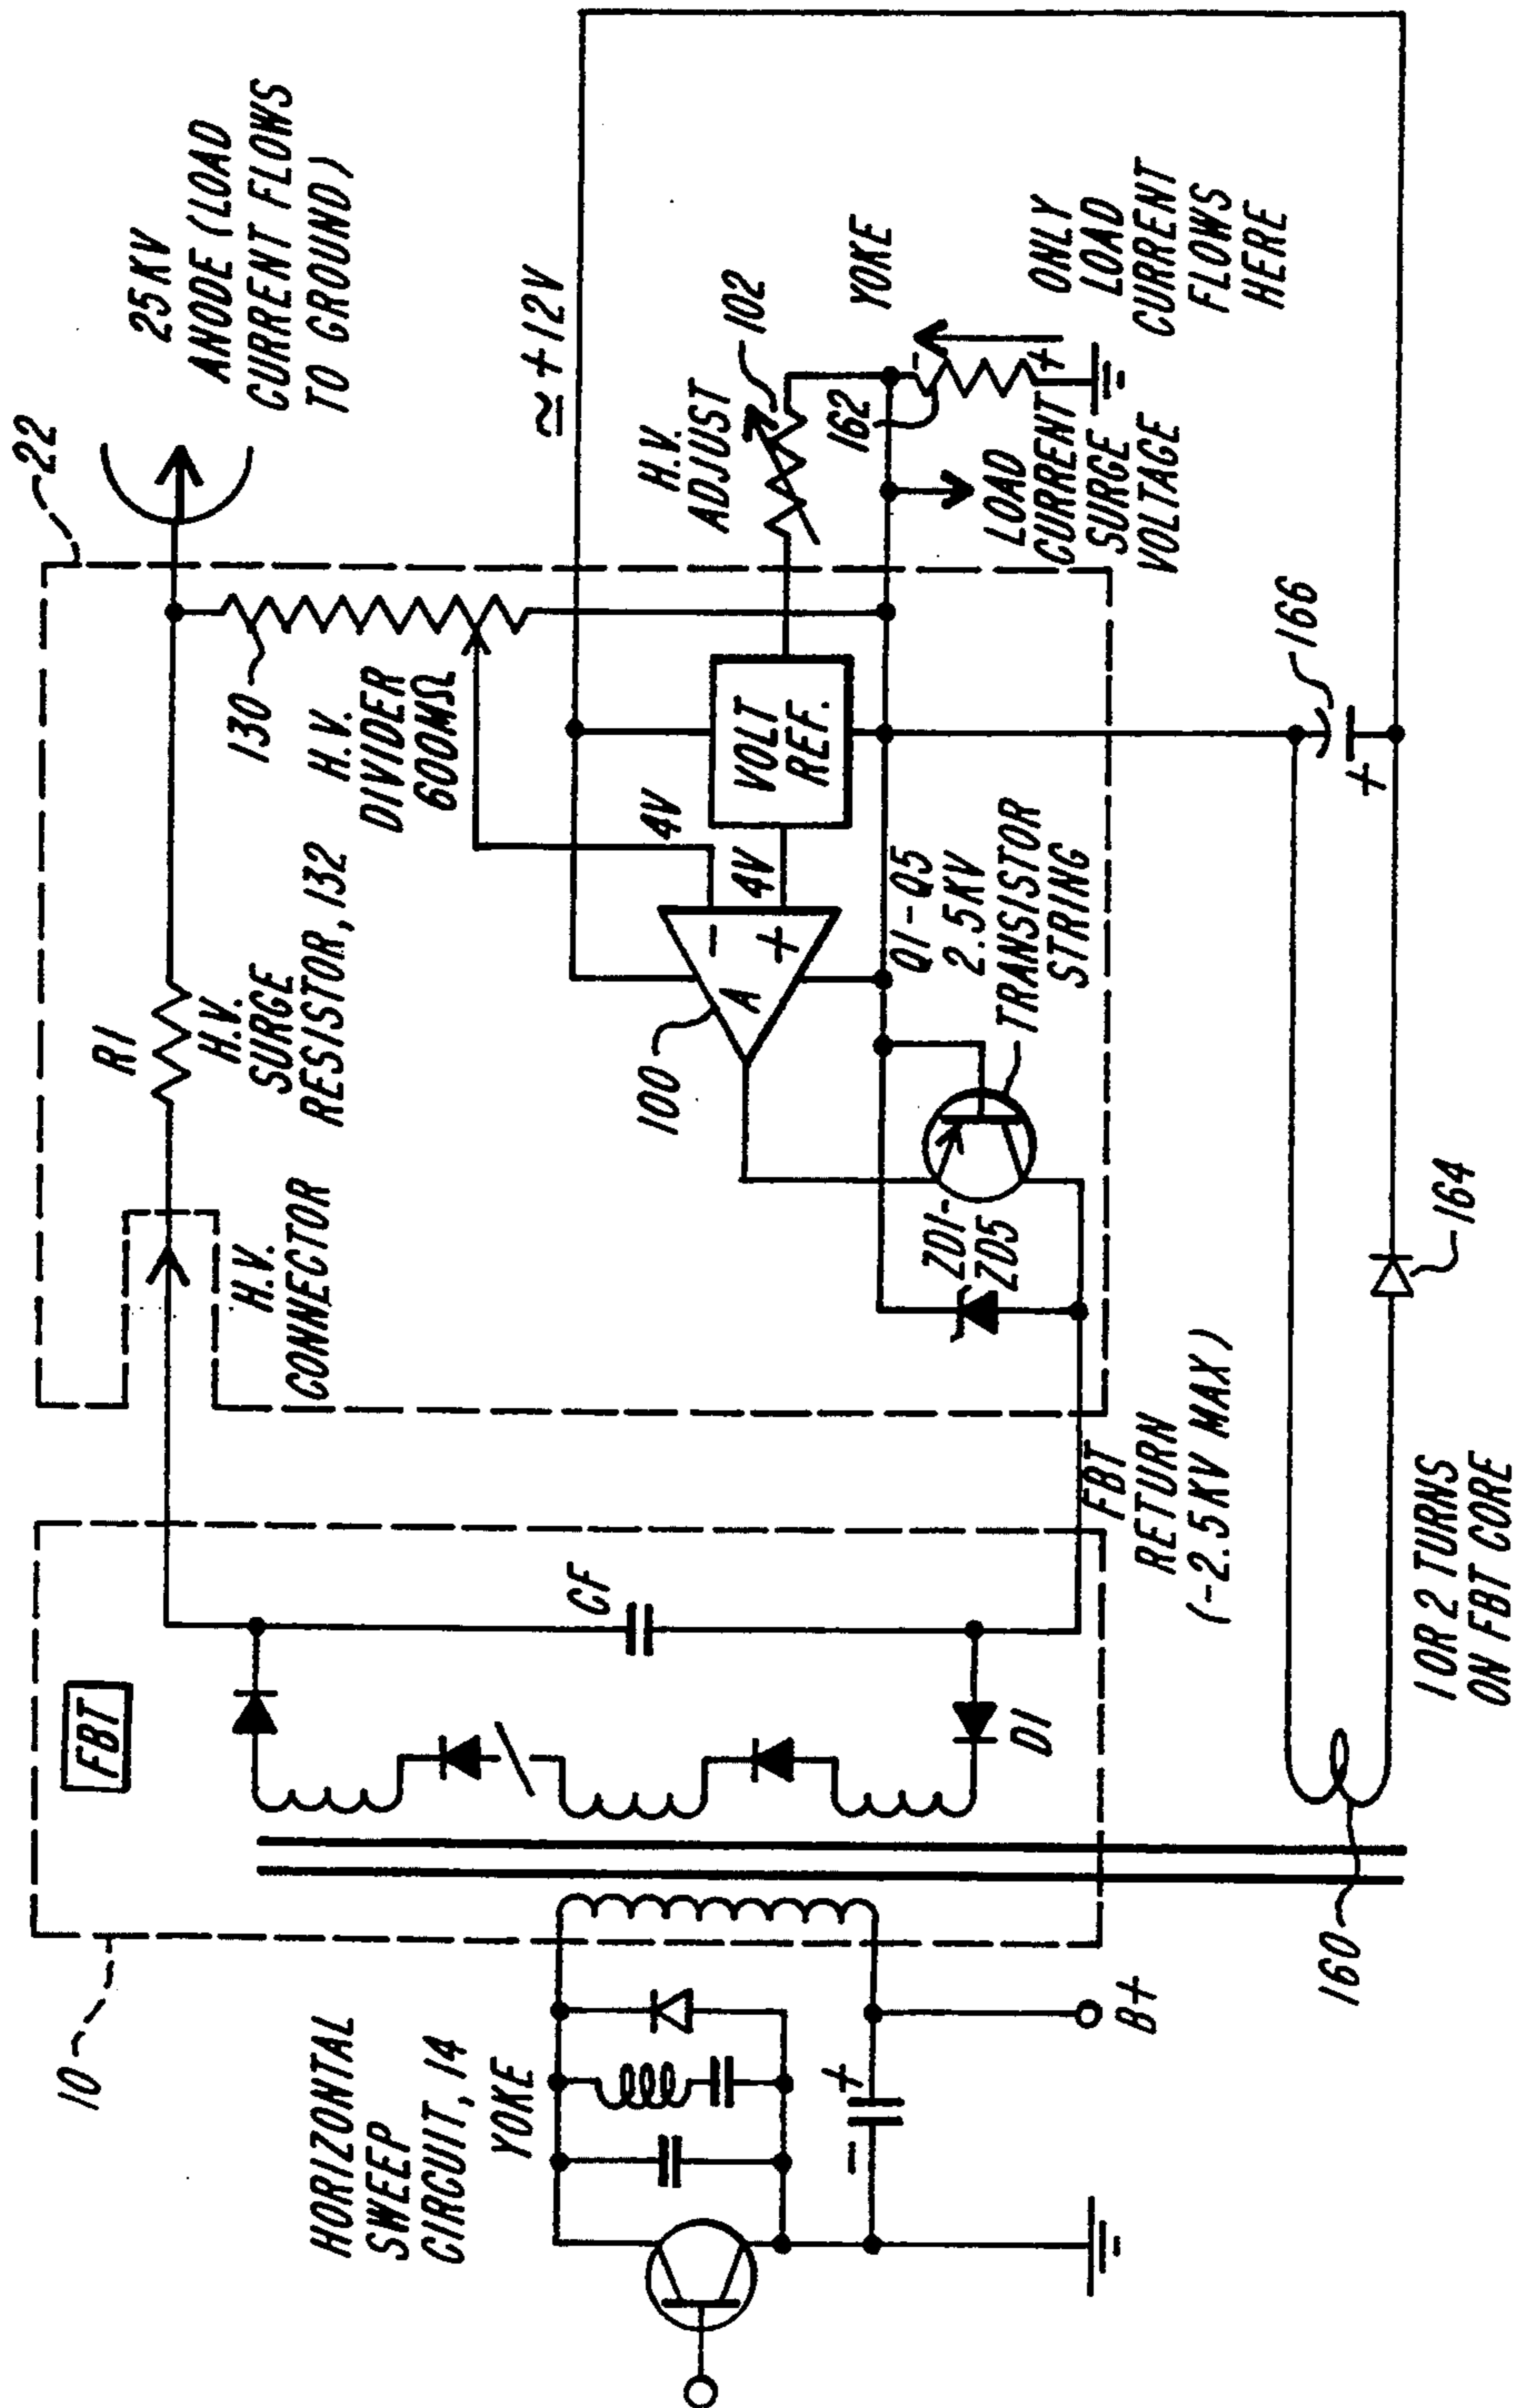 10
HORIZONTAL
SWEEP
CIRCUIT, 14
YOKE
+
-
B+
FBT
CF
D1
160
1 OR 2 TURNS
ON FBT CORE
FBT
RETURN
(-2.5KV MAX)
H.V.
CONNECTOR
R1
H.V.
SURGE
RESISTOR, 132
22
25KV
ANODE (LOAD
CURRENT FLOWS
TO GROUND)
130
H.V.
DIVIDER
600MΩ
4V
4V
100
A
-
+
VOLT
REF.
≃+12V
H.V.
ADJUST
102
YOKE
162
-
+
ONLY
LOAD
CURRENT
FLOWS
HERE
LOAD
CURRENT
SURGE
VOLTAGE
Q1-Q5
2.5KV
TRANSISTOR
STRING
ZD1-
ZD5
164
166
+